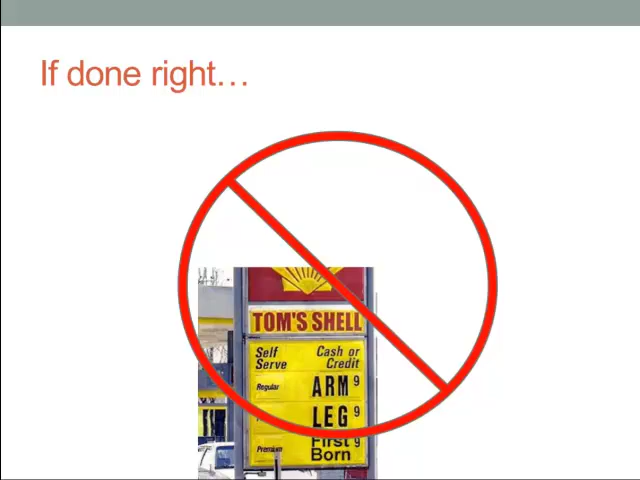 If done right…
TOM'S SHELL
Self Serve
Cash or Credit
Regular ARM 9
LEG 9
Premium First Born 9